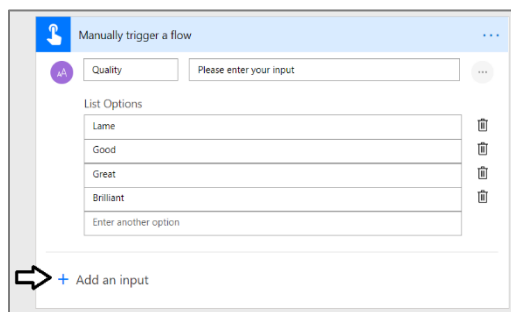 Manually trigger a flow
AA Quality Please enter your input
List Options
Lame
Good
Great
Brilliant
Enter another option
+ Add an input